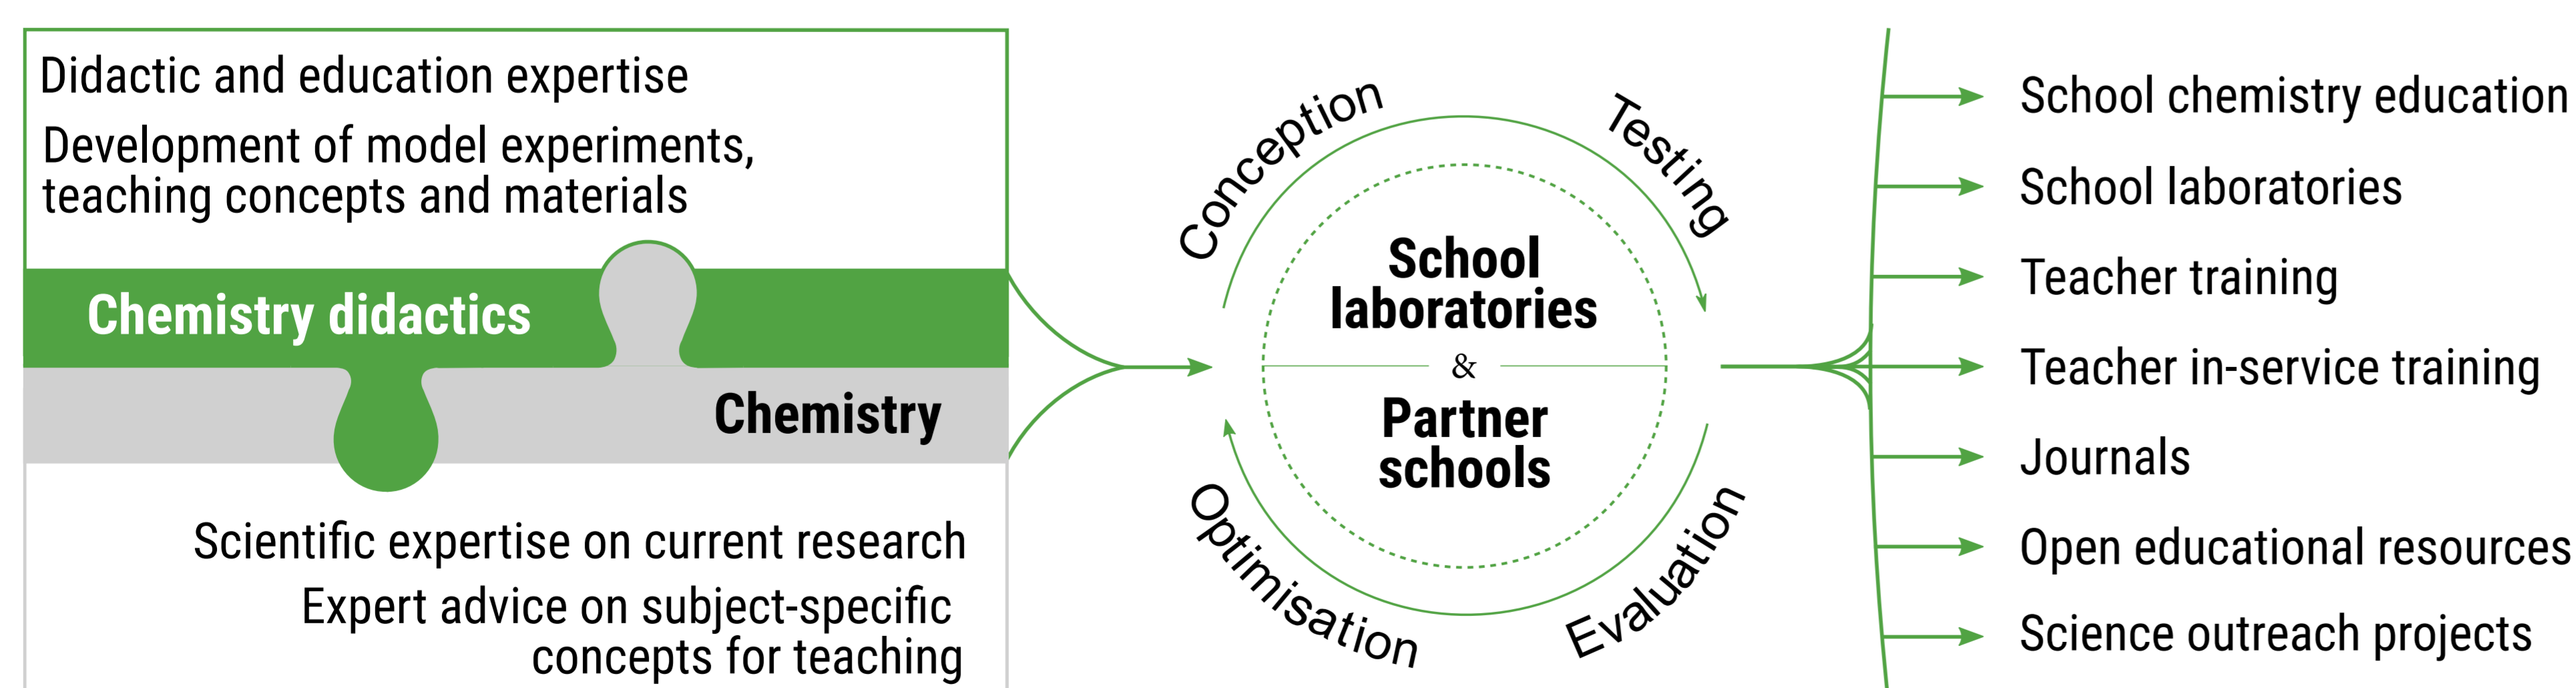 Didactic and education expertise
Development of model experiments,
teaching concepts and materials
Chemistry didactics
Chemistry
Scientific expertise on current research
Expert advice on subject-specific
concepts for teaching
Conception
Testing
School
laboratories
&
Partner
schools
Optimisation
Evaluation
School chemistry education
School laboratories
Teacher training
Teacher in-service training
Journals
Open educational resources
Science outreach projects